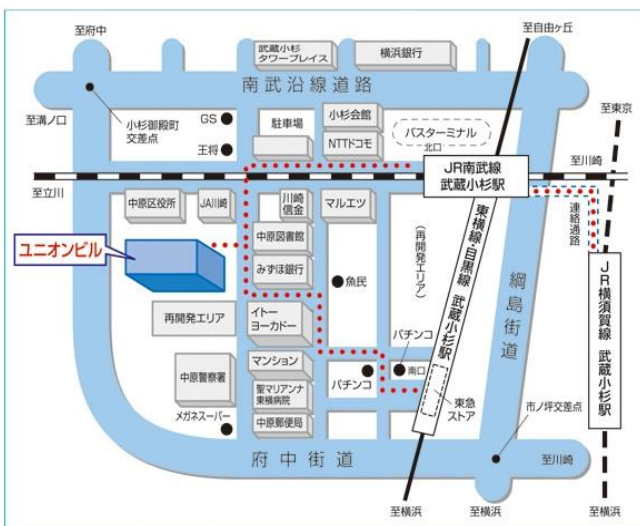 至府中
武蔵小杉
タワープレイス
横浜銀行
至自由ヶ丘
南武沿線道路
至東京
至溝ノ口
小杉御殿町
交差点
GS
王将
駐車場
小杉会館
NTTドコモ
バスターミナル
北口
JR南武線
武蔵小杉駅
至川崎
至立川
中原区役所
JA川崎
川崎
信金
マルエツ
連絡通路
ユニオンビル
中原図書館
みずほ銀行
魚民
(再開発エリア)
東横線・目黒線 武蔵小杉駅
綱島街道
JR横須賀線 武蔵小杉駅
再開発エリア
イトー
ヨーカドー
パチンコ
中原警察署
マンション
パチンコ
南口
聖マリアンナ
東横病院
東急
ストア
市ノ坪交差点
メガネスーパー
中原郵便局
府中街道
至川崎
至横浜
至横浜
至横浜